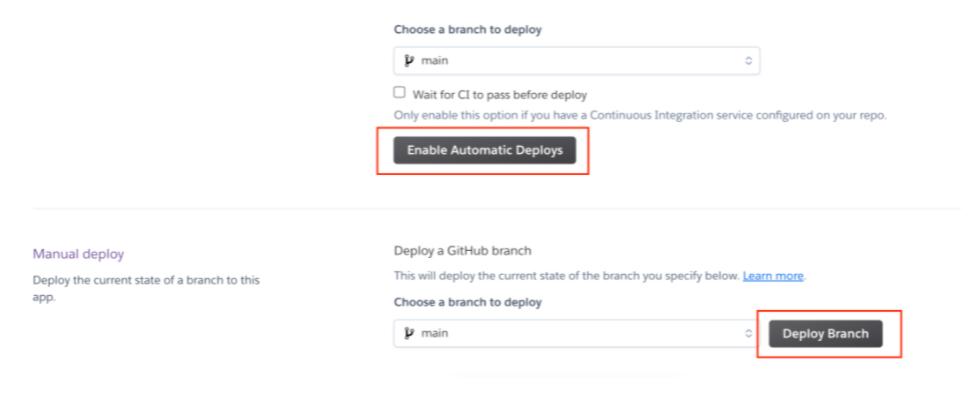 Choose a branch to deploy
main
Wait for CI to pass before deploy
Only enable this option if you have a Continuous Integration service configured on your repo.
Enable Automatic Deploys
Manual deploy
Deploy the current state of a branch to this
app.
Deploy a GitHub branch
This will deploy the current state of the branch you specify below. Learn more.
Choose a branch to deploy
main
Deploy Branch